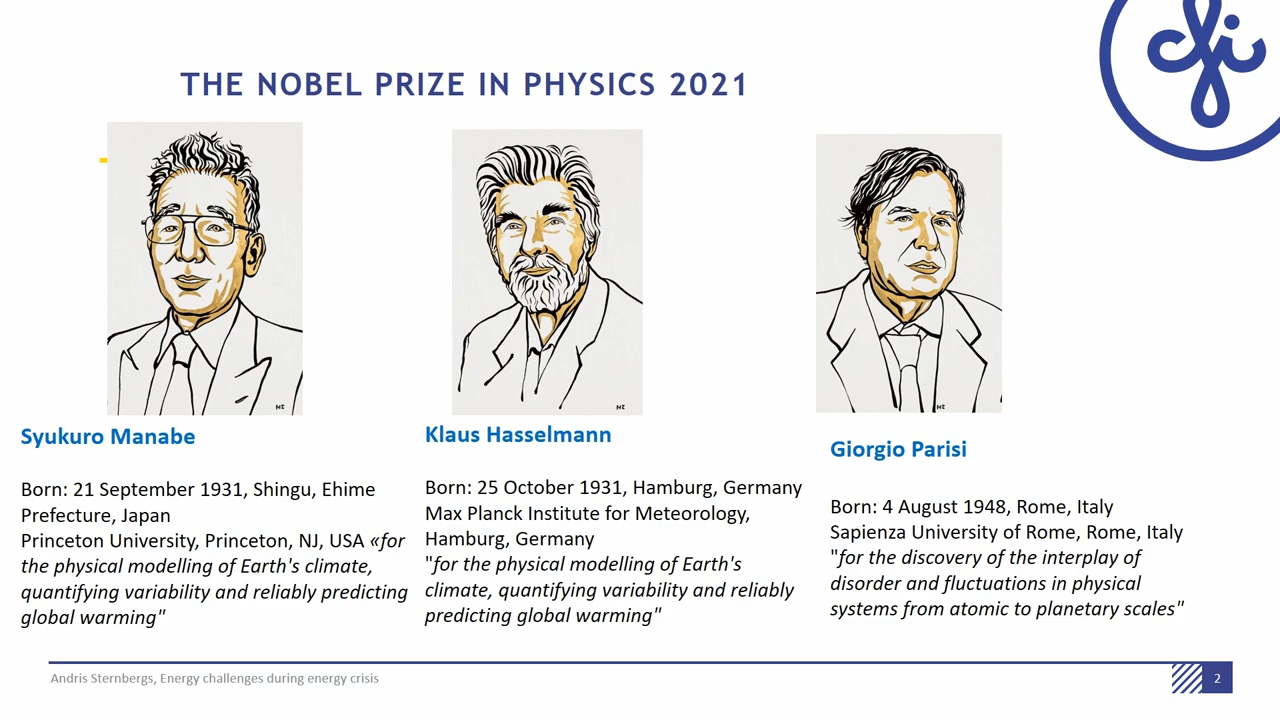 THE NOBEL PRIZE IN PHYSICS 2021
Syukuro Manabe
Born: 21 September 1931, Shingu, Ehime
Prefecture, Japan
Princeton University, Princeton, NJ, USA «for
the physical modelling of Earth's climate,
quantifying variability and reliably predicting
global warming"
Klaus Hasselmann
Born: 25 October 1931, Hamburg, Germany
Max Planck Institute for Meteorology,
Hamburg, Germany
"for the physical modelling of Earth's
climate, quantifying variability and reliably
predicting global warming"
Giorgio Parisi
Born: 4 August 1948, Rome, Italy
Sapienza University of Rome, Rome, Italy
"for the discovery of the interplay of
disorder and fluctuations in physical
systems from atomic to planetary scales"
Andris Sternbergs, Energy challenges during energy crisis
2